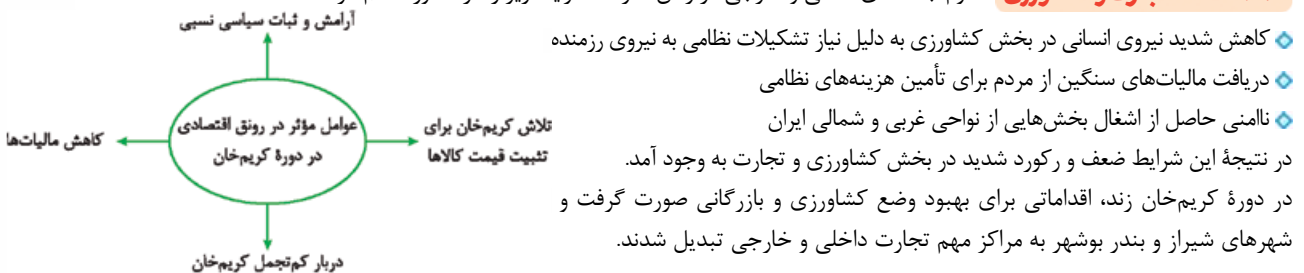 کاهش شدید نیروی انسانی در بخش کشاورزی به دلیل نیاز تشکیلات نظامی به نیروی رزمنده
دریافت مالیات‌های سنگین از مردم برای تأمین هزینه‌های نظامی
ناامنی حاصل از اشغال بخش‌هایی از نواحی غربی و شمالی ایران
در نتیجهٔ این شرایط ضعف و رکورد شدید در بخش کشاورزی و تجارت به وجود آمد.
در دورهٔ کریم‌خان زند، اقداماتی برای بهبود وضع کشاورزی و بازرگانی صورت گرفت و
شهرهای شیراز و بندر بوشهر به مراکز مهم تجارت داخلی و خارجی تبدیل شدند.
آرامش و ثبات سیاسی نسبی
عوامل مؤثر در رونق اقتصادی
در دورهٔ کریم‌خان
تلاش کریم‌خان برای
تثبیت قیمت کالاها
کاهش مالیات‌ها
دربار کم‌تجمل کریم‌خان